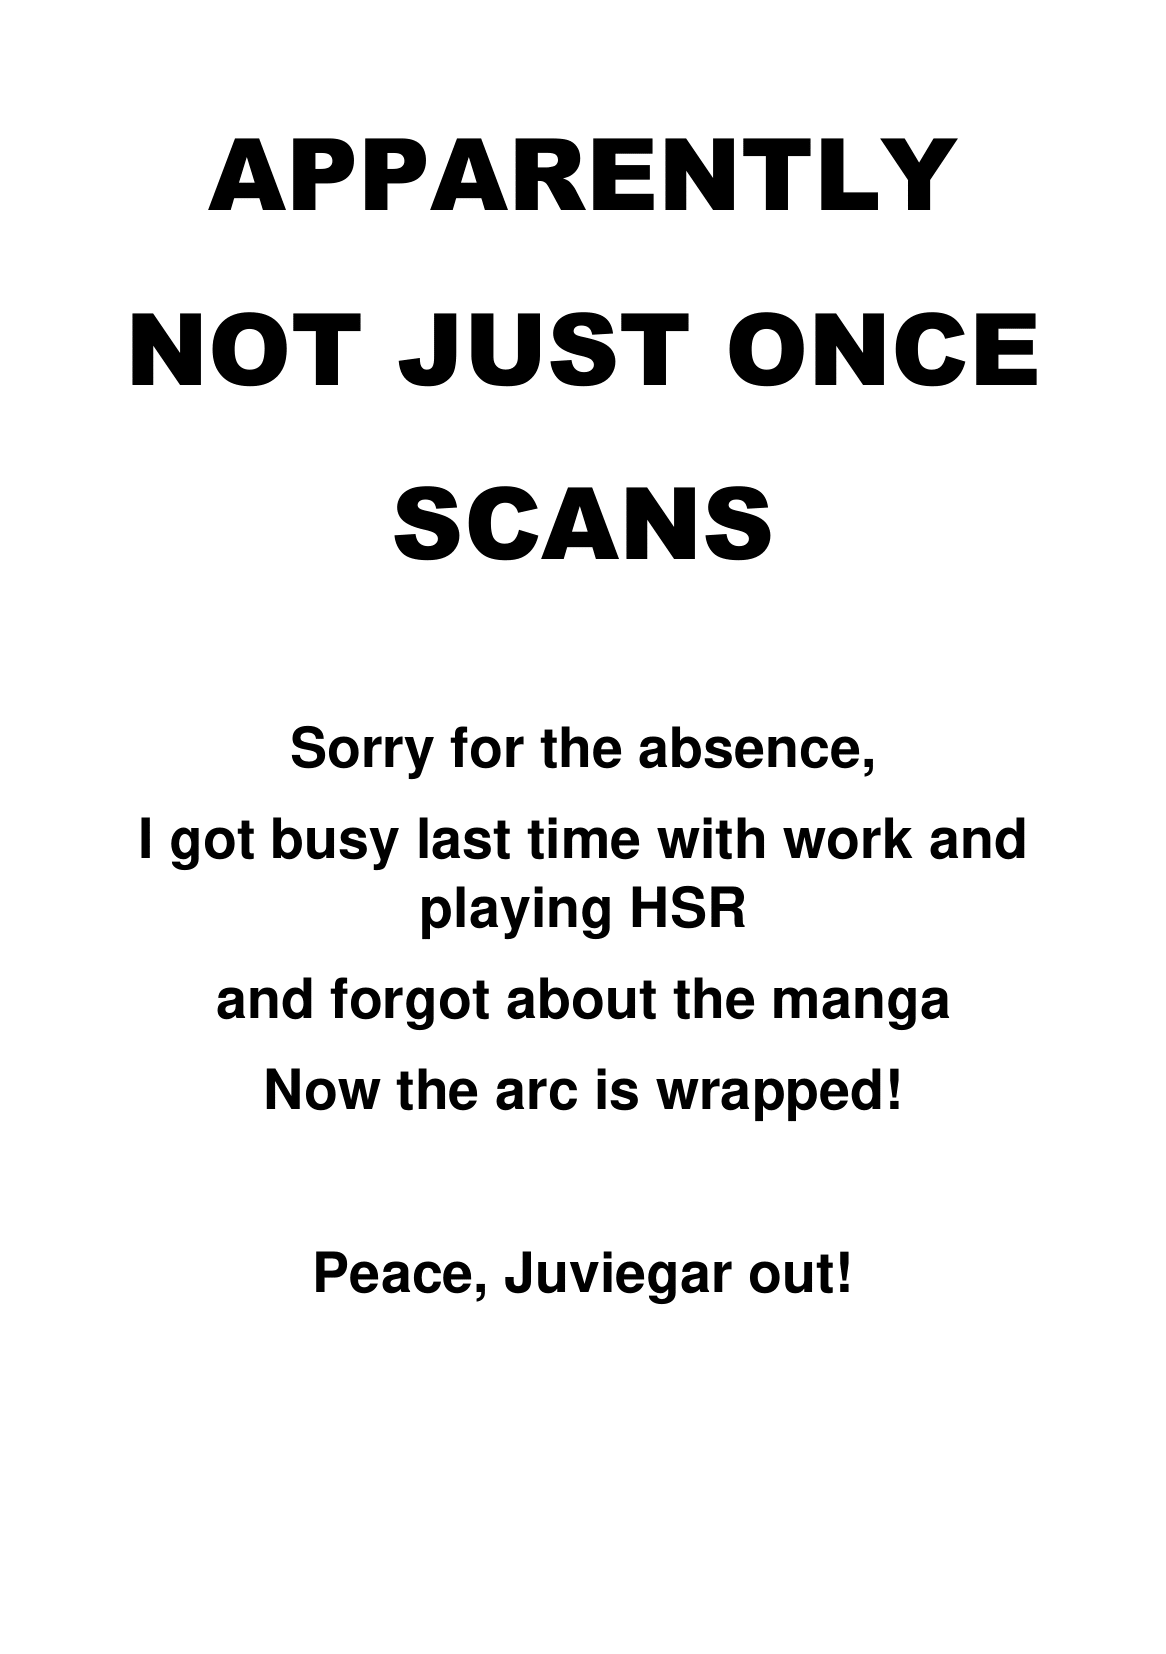 APPARENTLY
NOT JUST ONCE
SCANS
Sorry for the absence,
I got busy last time with work and
playing HSR
and forgot about the manga
Now the arc is wrapped!
Peace, Juviegar out!